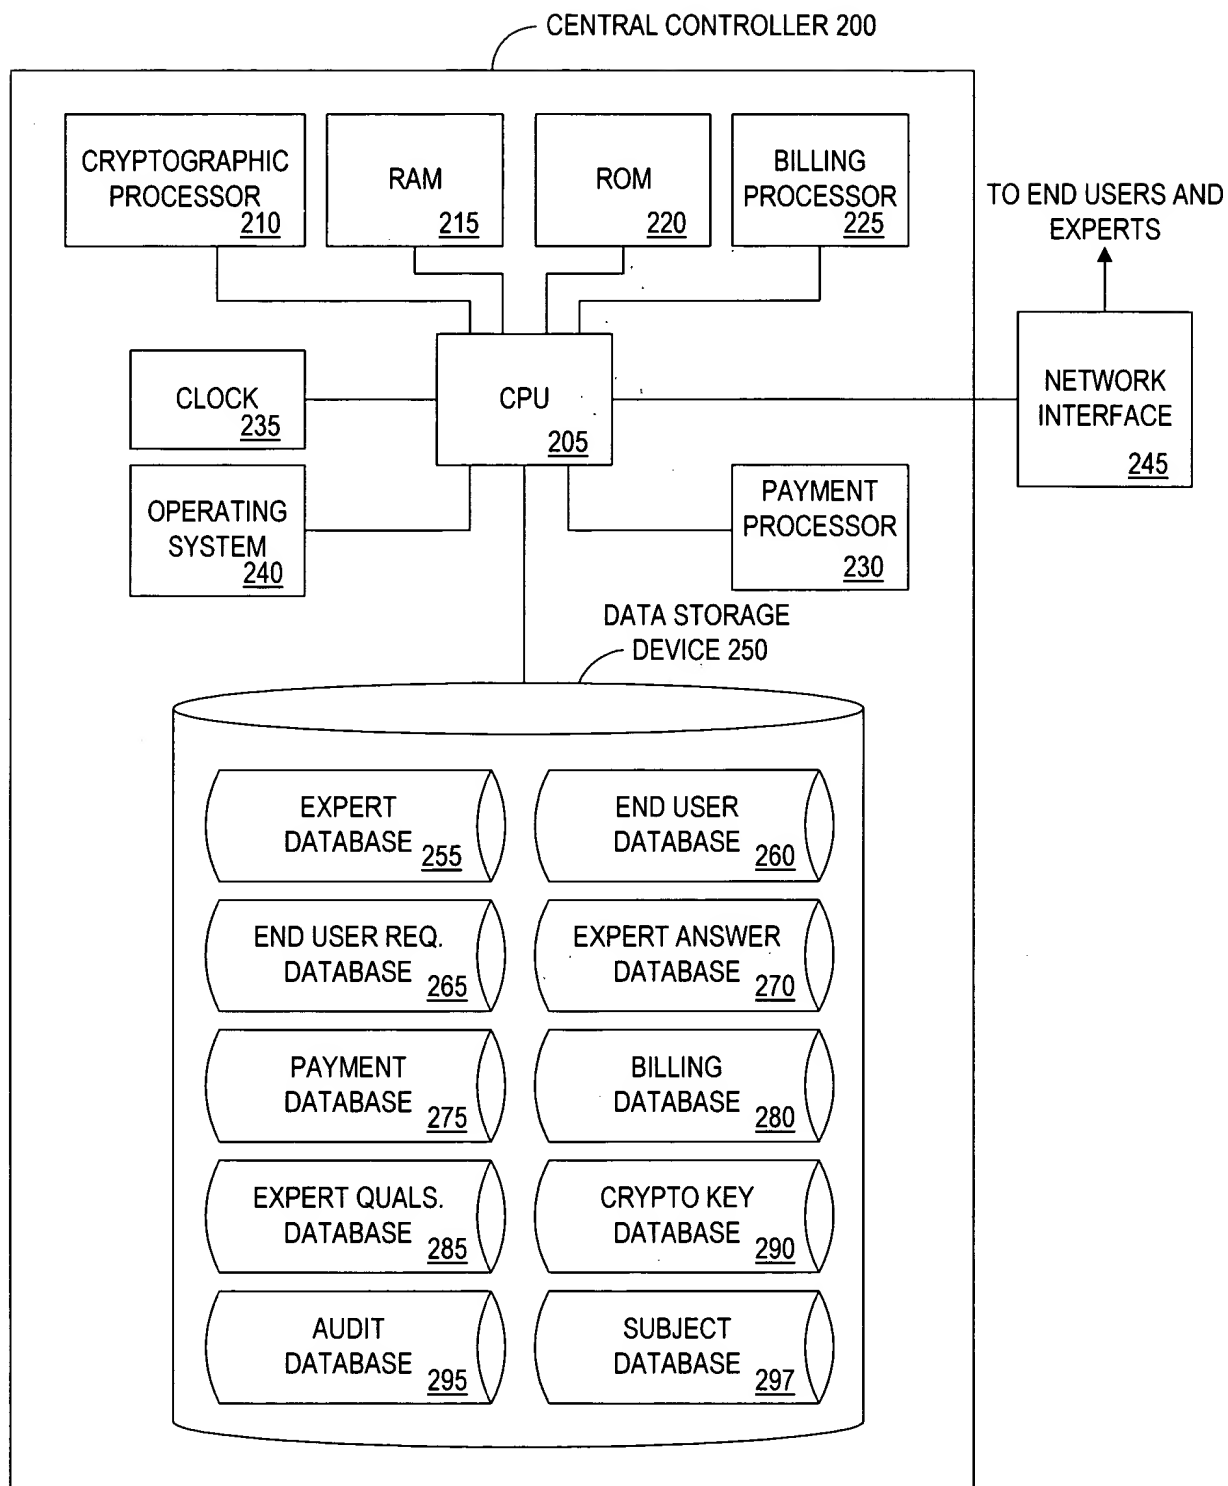 CENTRAL CONTROLLER 200
CRYPTOGRAPHIC
PROCESSOR
210
RAM
215
ROM
220
BILLING
PROCESSOR
225
TO END USERS AND
EXPERTS
CLOCK
235
CPU
205
NETWORK
INTERFACE
245
OPERATING
SYSTEM
240
PAYMENT
PROCESSOR
230
DATA STORAGE
DEVICE 250
EXPERT
DATABASE
255
END USER
DATABASE
260
END USER REQ.
DATABASE
265
EXPERT ANSWER
DATABASE
270
PAYMENT
DATABASE
275
BILLING
DATABASE
280
EXPERT QUALS.
DATABASE
285
CRYPTO KEY
DATABASE
290
AUDIT
DATABASE
295
SUBJECT
DATABASE
297